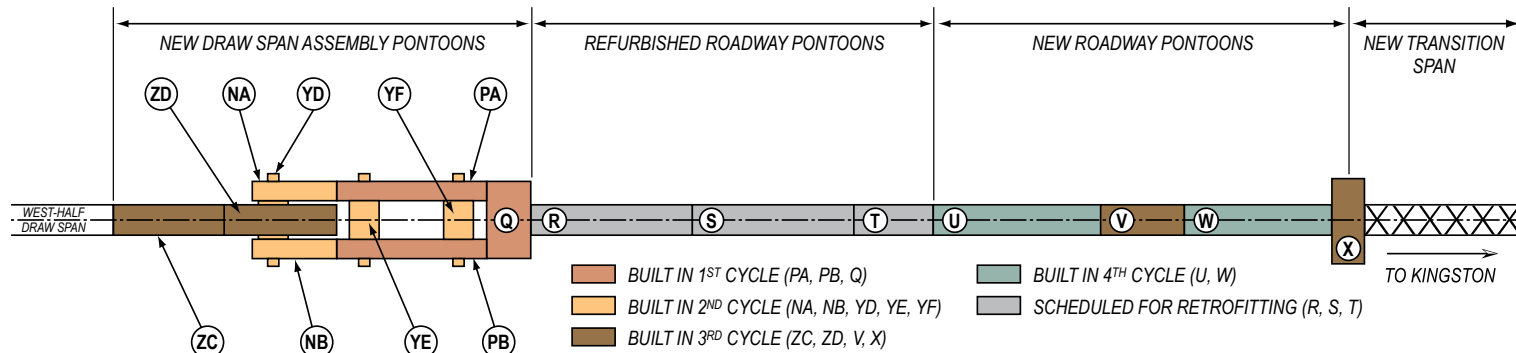 NEW DRAW SPAN ASSEMBLY PONTOONS
REFURBISHED ROADWAY PONTOONS
NEW ROADWAY PONTOONS
NEW TRANSITION
SPAN
ZD
NA
YD
YF
PA
WEST-HALF
DRAW SPAN
Q
R
S
T
U
V
W
X
ZC
NB
YE
PB
BUILT IN 1ST CYCLE (PA, PB, Q)
BUILT IN 2ND CYCLE (NA, NB, YD, YE, YF)
BUILT IN 3RD CYCLE (ZC, ZD, V, X)
BUILT IN 4TH CYCLE (U, W)
SCHEDULED FOR RETROFITTING (R, S, T)
TO KINGSTON